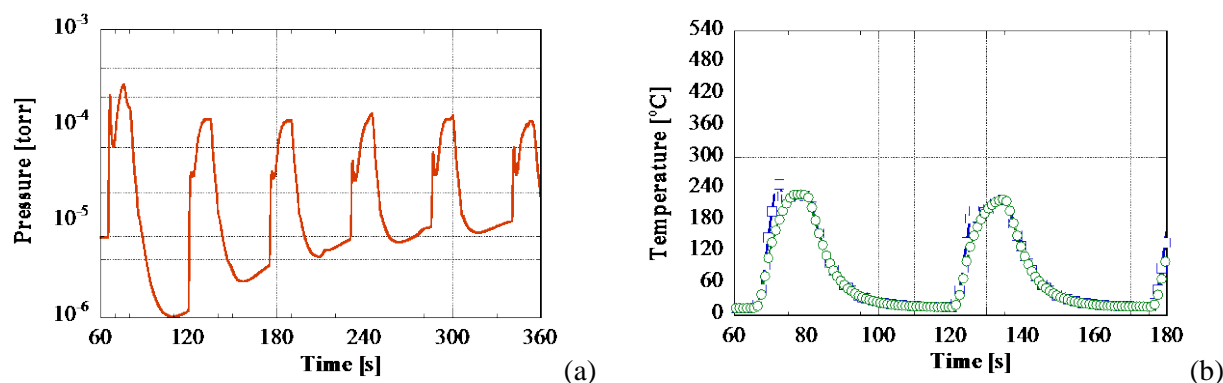 10-3
10-4
10-5
10-6
Pressure [torr]
60 120 180 240 300 360
Time [s]
(a)
540
480
420
360
300
240
180
120
60
0
Temperature [°C]
60 80 100 120 140 160 180
Time [s]
(b)